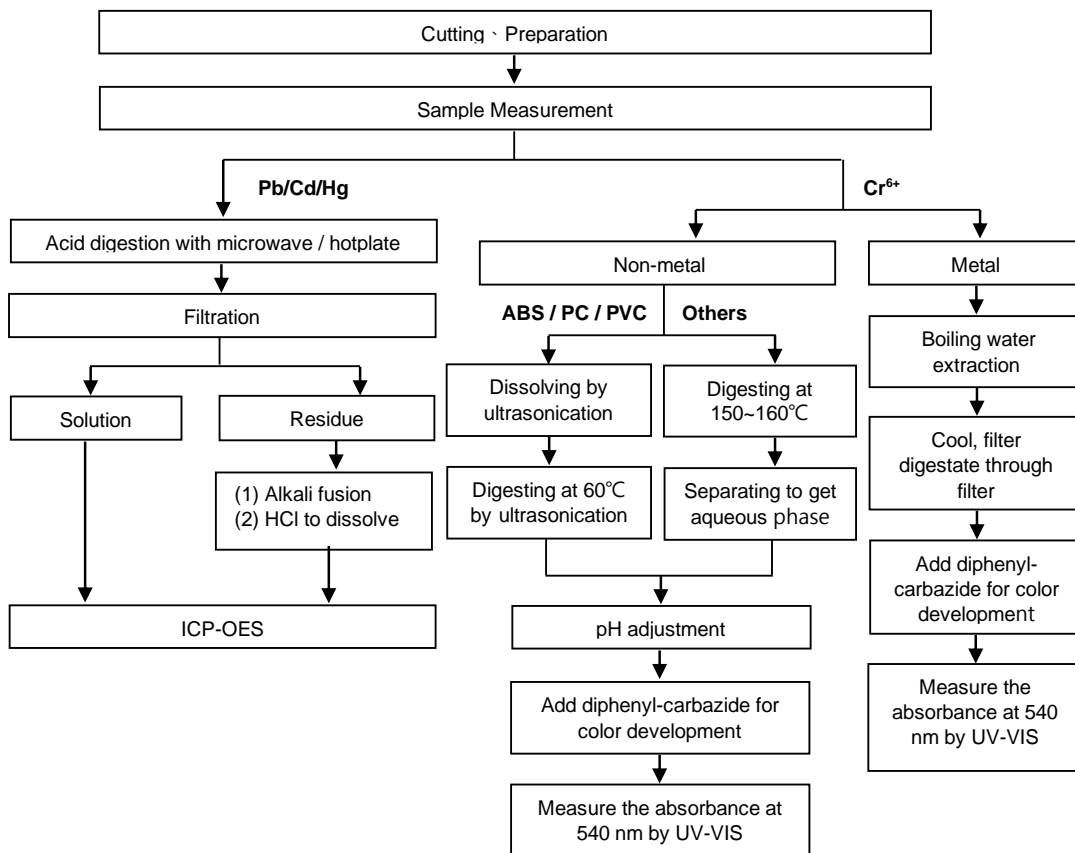 Cutting、Preparation
Sample Measurement
Pb/Cd/Hg
Cr⁶⁺
Acid digestion with microwave / hotplate
Filtration
Solution
Residue
(1) Alkali fusion
(2) HCl to dissolve
ICP-OES
Non-metal
ABS / PC / PVC
Others
Dissolving by
ultrasonication
Digesting at
150~160℃
Digesting at 60℃
by ultrasonication
Separating to get
aqueous phase
pH adjustment
Add diphenyl-carbazide for
color development
Measure the absorbance at
540 nm by UV-VIS
Metal
Boiling water
extraction
Cool, filter
digestate through
filter
Add diphenyl-
carbazide for color
development
Measure the
absorbance at 540
nm by UV-VIS